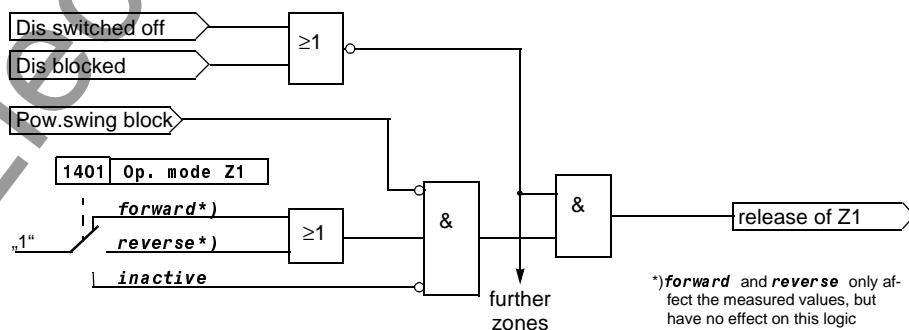 Dis switched off
Dis blocked
≥1
Pow.swing block
1401 Op. mode Z1
forward*)
„1“
reverse*)
inactive
≥1
&
&
release of Z1
further
zones
*)forward and reverse only af-
fect the measured values, but
have no effect on this logic